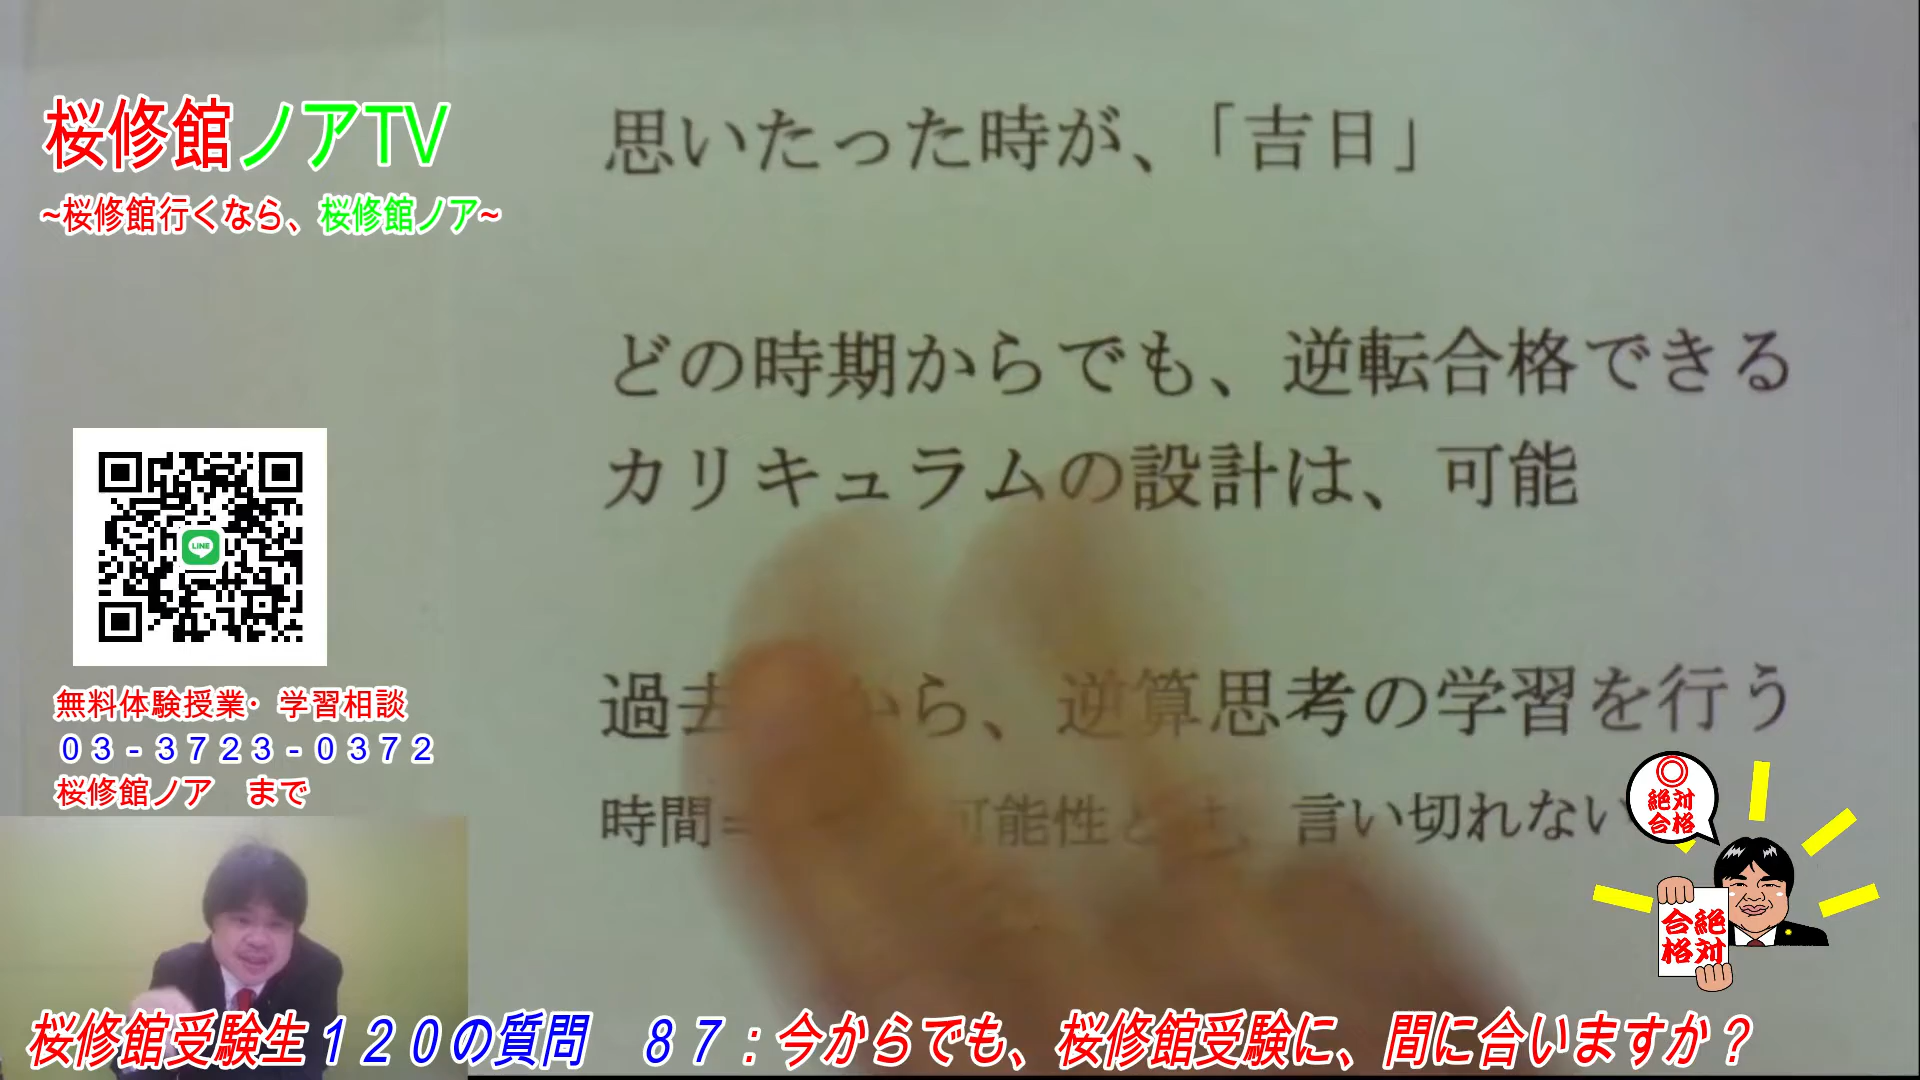 桜修館ノアTV
~桜修館行くなら、桜修館ノア~
思いたった時が、「吉日」
どの時期からでも、逆転合格できる
カリキュラムの設計は、可能
過去 から、逆算思考の学習を行う
時間= 可能性とは、言い切れない
LINE
無料体験授業・学習相談
03-3723-0372
桜修館ノア まで
◎
絶対
合格
絶対
合格
桜修館受験生120の質問 87:今からでも、桜修館受験に、間に合いますか?